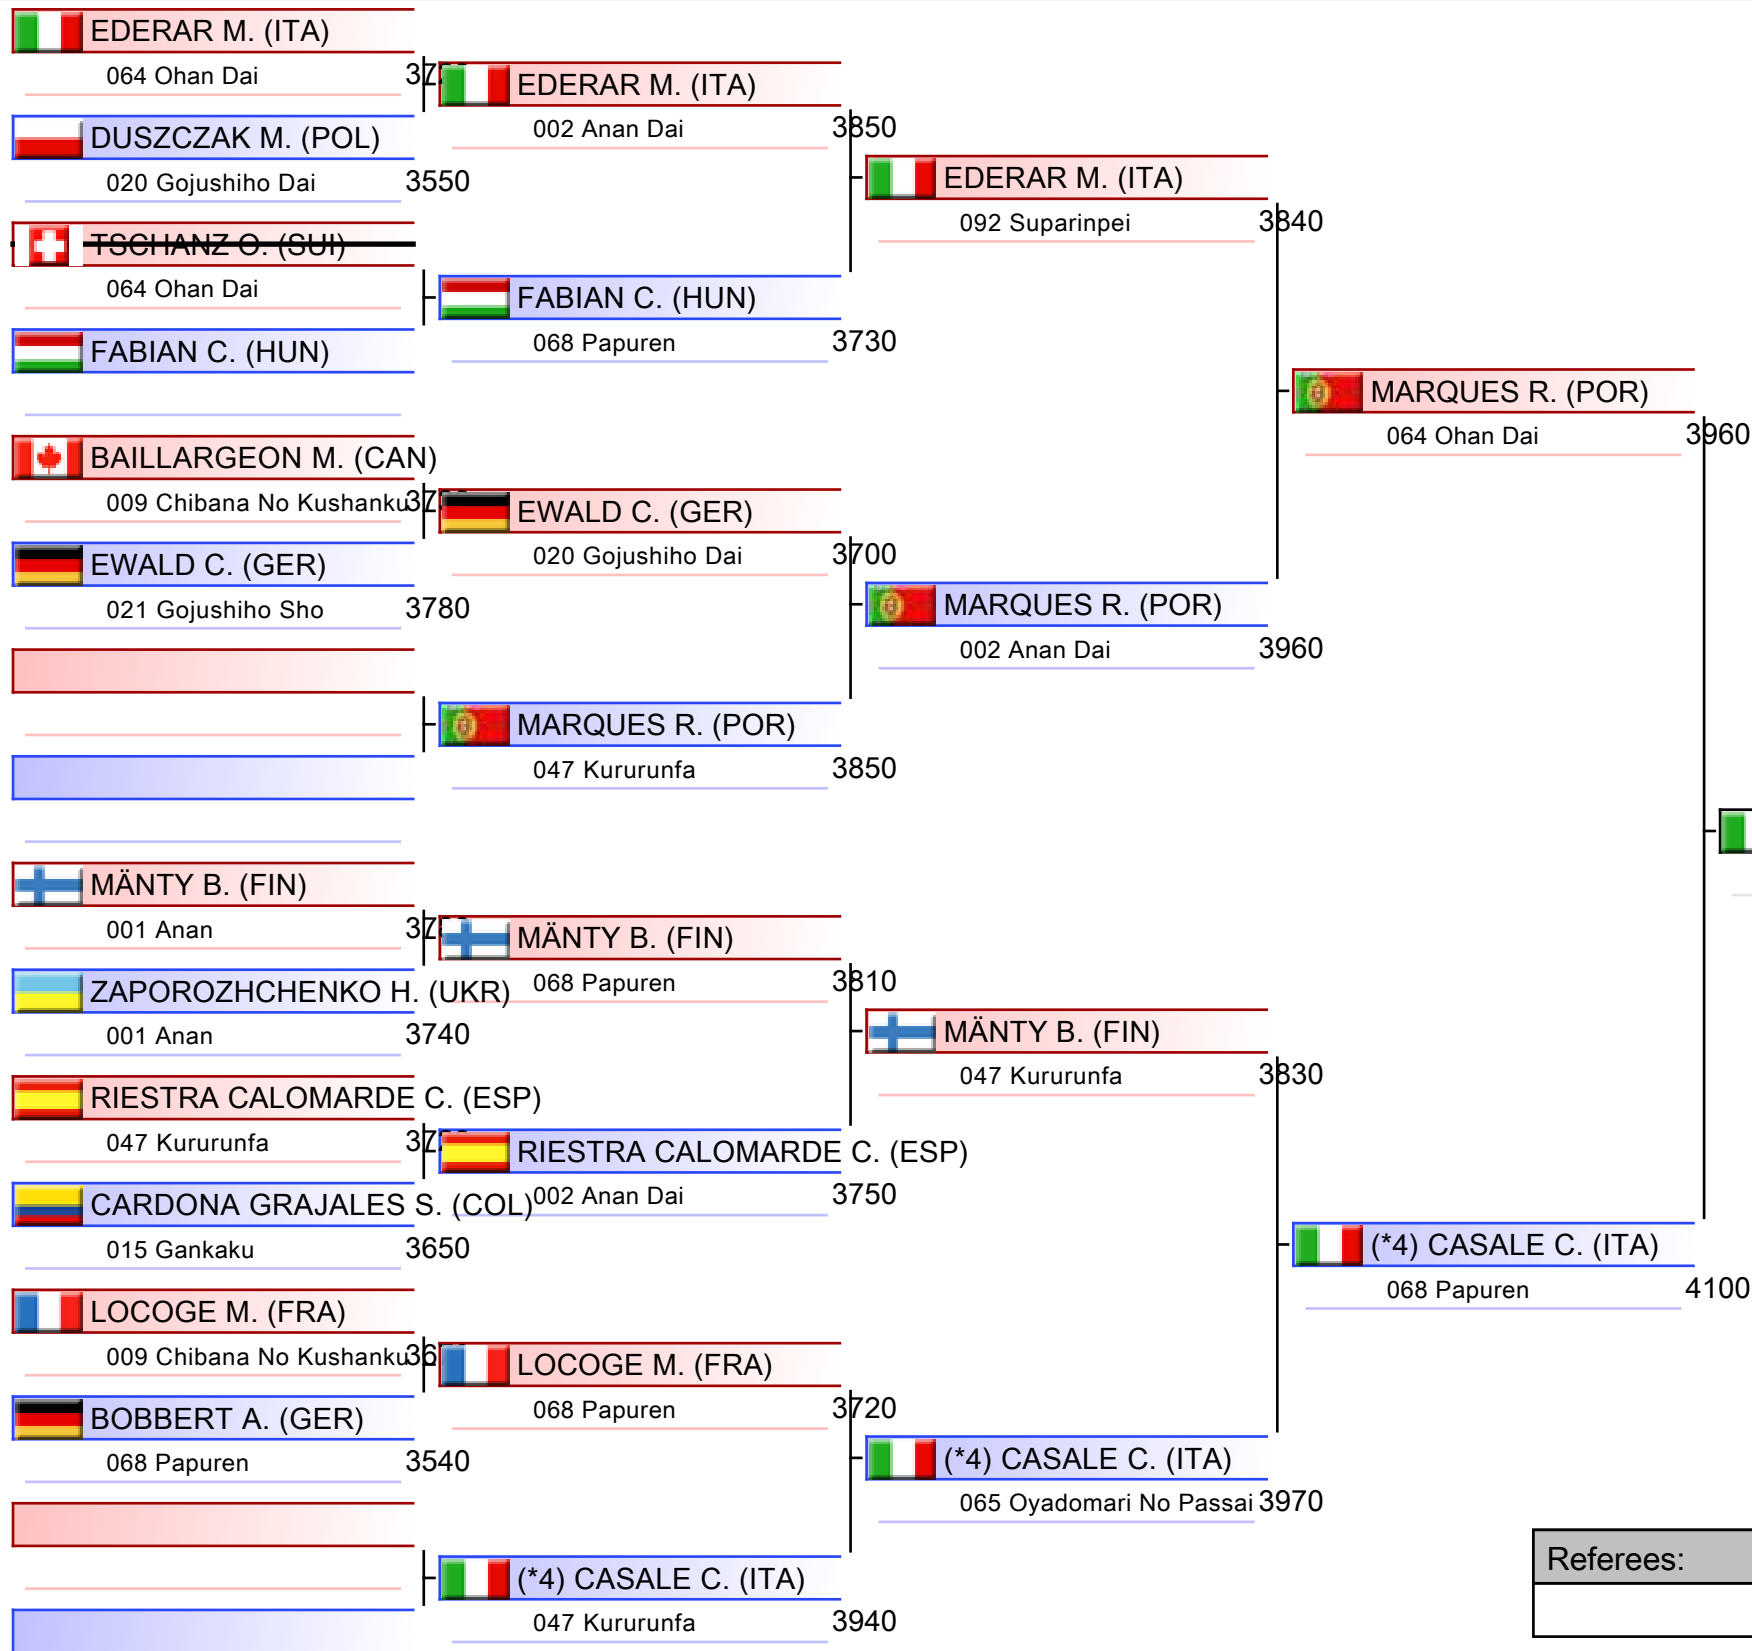 EDERAR M. (ITA)
064 Ohan Dai
DUSZCZAK M. (POL)
020 Gojushiho Dai 3550
TSCHANZ O. (SUI)
064 Ohan Dai
FABIAN C. (HUN)
BAILLARGEON M. (CAN)
009 Chibana No Kushanku
EWALD C. (GER)
021 Gojushiho Sho 3780
MÄNTY B. (FIN)
001 Anan
ZAPOROZHCHENKO H. (UKR)
001 Anan 3740
RIESTRA CALOMARDE C. (ESP)
047 Kururunfa
CARDONA GRAJALES S. (COL)
015 Gankaku 3650
LOCOGE M. (FRA)
009 Chibana No Kushanku
BOBBERT A. (GER)
068 Papuren 3540
EDERAR M. (ITA)
002 Anan Dai 3850
FABIAN C. (HUN)
068 Papuren 3730
EWALD C. (GER)
020 Gojushiho Dai 3700
MARQUES R. (POR)
047 Kururunfa 3850
MÄNTY B. (FIN)
068 Papuren 3810
RIESTRA CALOMARDE C. (ESP)
002 Anan Dai 3750
LOCOGE M. (FRA)
068 Papuren 3720
(*4) CASALE C. (ITA)
047 Kururunfa 3940
EDERAR M. (ITA)
092 Suparinpei 3840
MARQUES R. (POR)
002 Anan Dai 3960
MÄNTY B. (FIN)
047 Kururunfa 3830
(*4) CASALE C. (ITA)
065 Oyadomari No Passai 3970
MARQUES R. (POR)
064 Ohan Dai 3960
(*4) CASALE C. (ITA)
068 Papuren 4100
Referees: